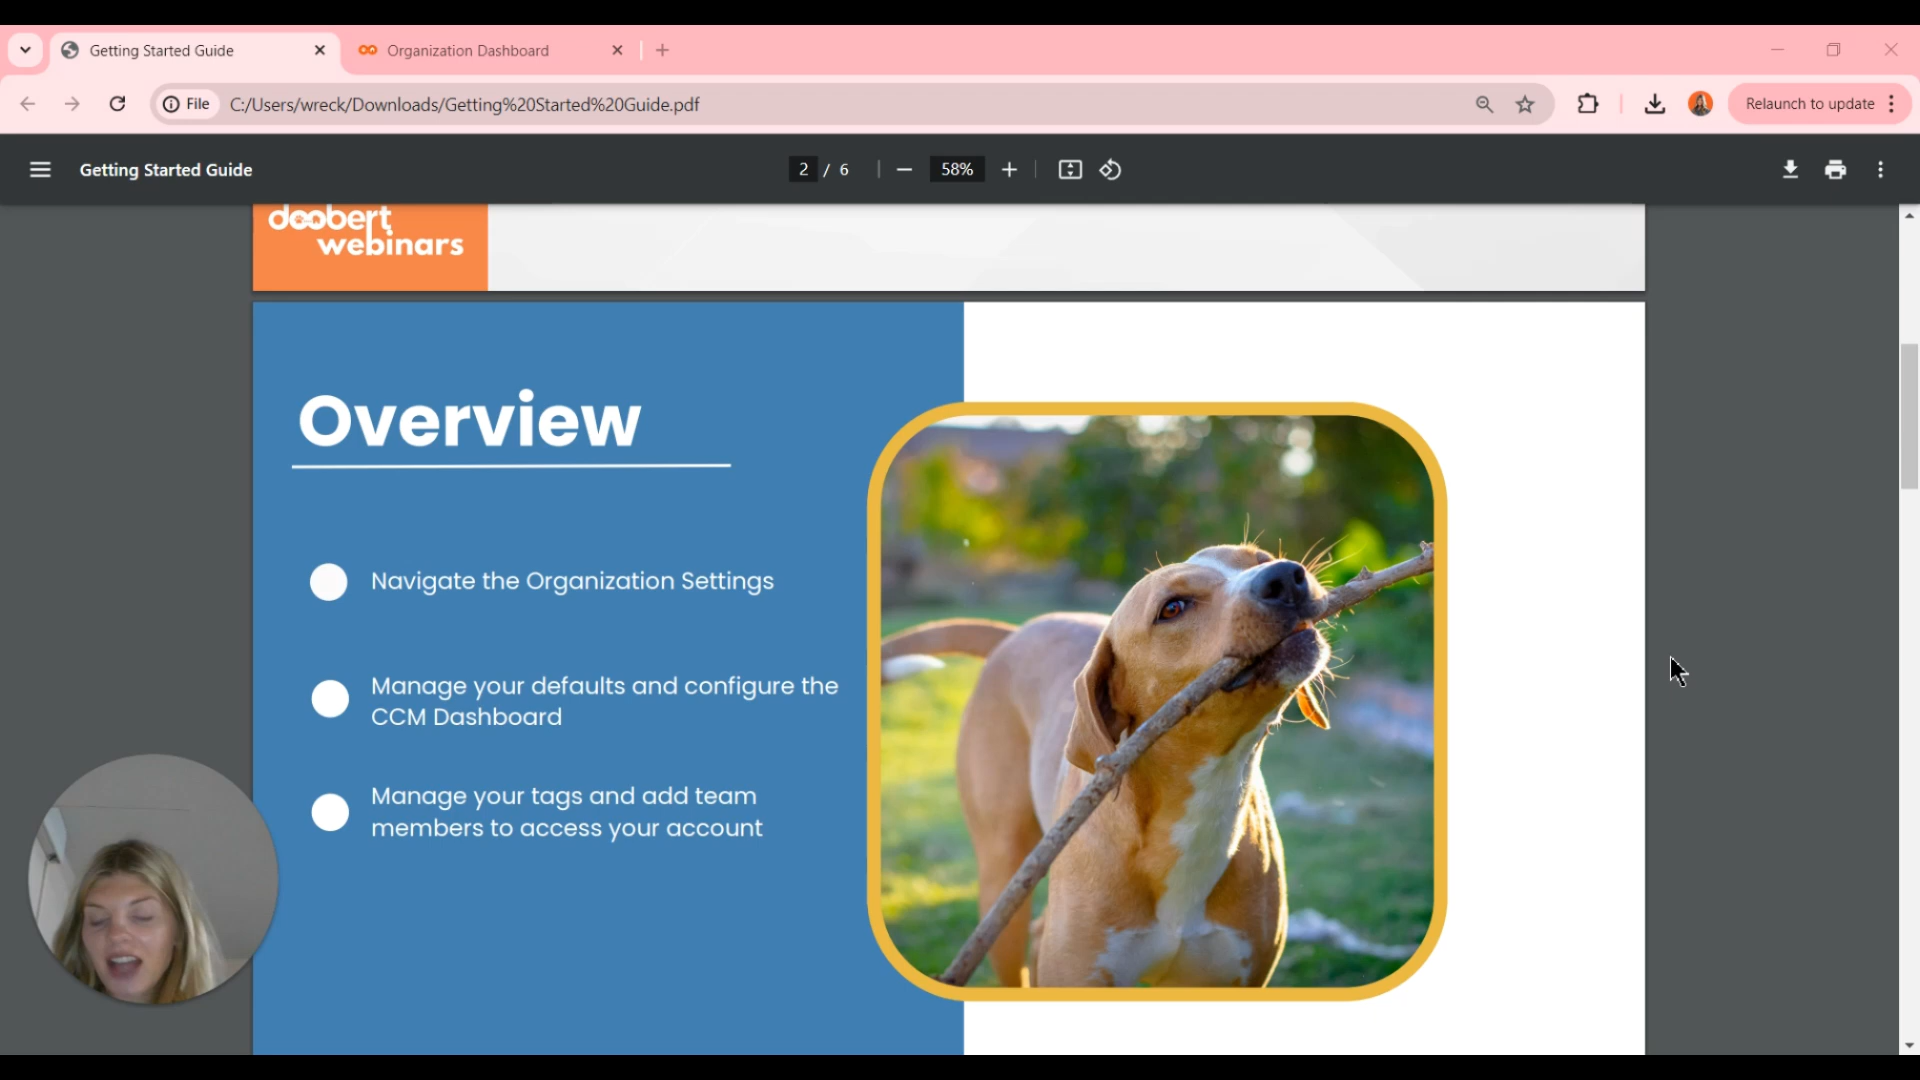 Getting Started Guide
Organization Dashboard
File
C:/Users/wreck/Downloads/Getting%20Started%20Guide.pdf
Relaunch to update
Getting Started Guide
2 / 6
58%
doobert
webinars
Overview
Navigate the Organization Settings
Manage your defaults and configure the
CCM Dashboard
Manage your tags and add team
members to access your account